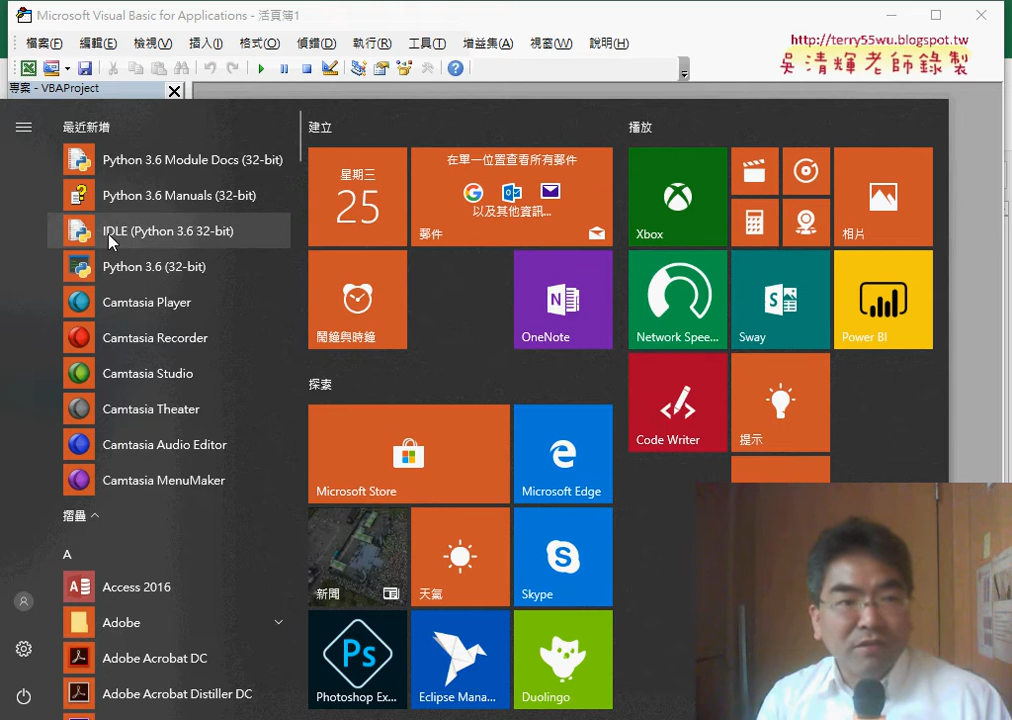 Microsoft Visual Basic for Applications - 活頁簿1
檔案(F) 編輯(E) 檢視(V) 插入(I) 格式(O) 偵錯(D) 執行(R) 工具(T) 增益集(A) 視窗(W) 說明(H)
http://terry55wu.blogspot.tw
吳清輝老師錄製
專案 - VBAProject
最近新增
Python 3.6 Module Docs (32-bit)
Python 3.6 Manuals (32-bit)
IDLE (Python 3.6 32-bit)
Python 3.6 (32-bit)
Camtasia Player
Camtasia Recorder
Camtasia Studio
Camtasia Theater
Camtasia Audio Editor
Camtasia MenuMaker
摺疊
A
Access 2016
Adobe
Adobe Acrobat DC
Adobe Acrobat Distiller DC
建立
星期三
25
在單一位置查看所有郵件
以及其他資訊...
郵件
鬧鐘與時鐘
OneNote
探索
Microsoft Store
Microsoft Edge
新聞
天氣
Skype
Ps
Photoshop Ex...
Eclipse Mana...
Duolingo
播放
Xbox
相片
Network Spee...
Sway
Power BI
Code Writer
提示